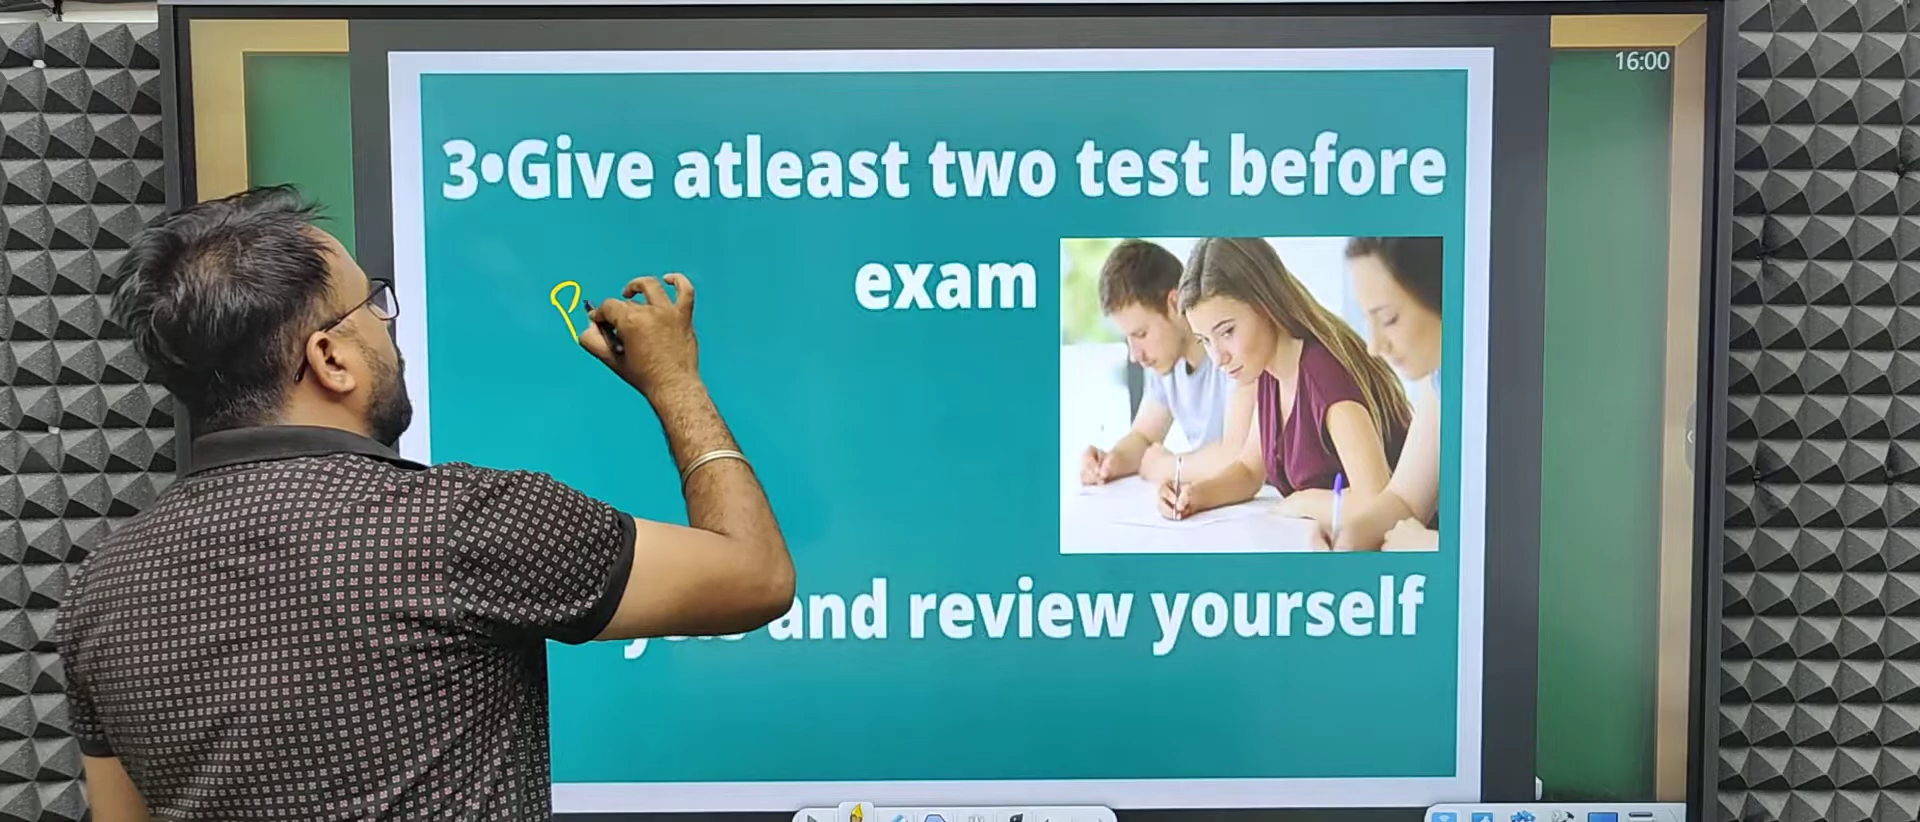 16:00
3•Give atleast two test before
exam
P
and review yourself